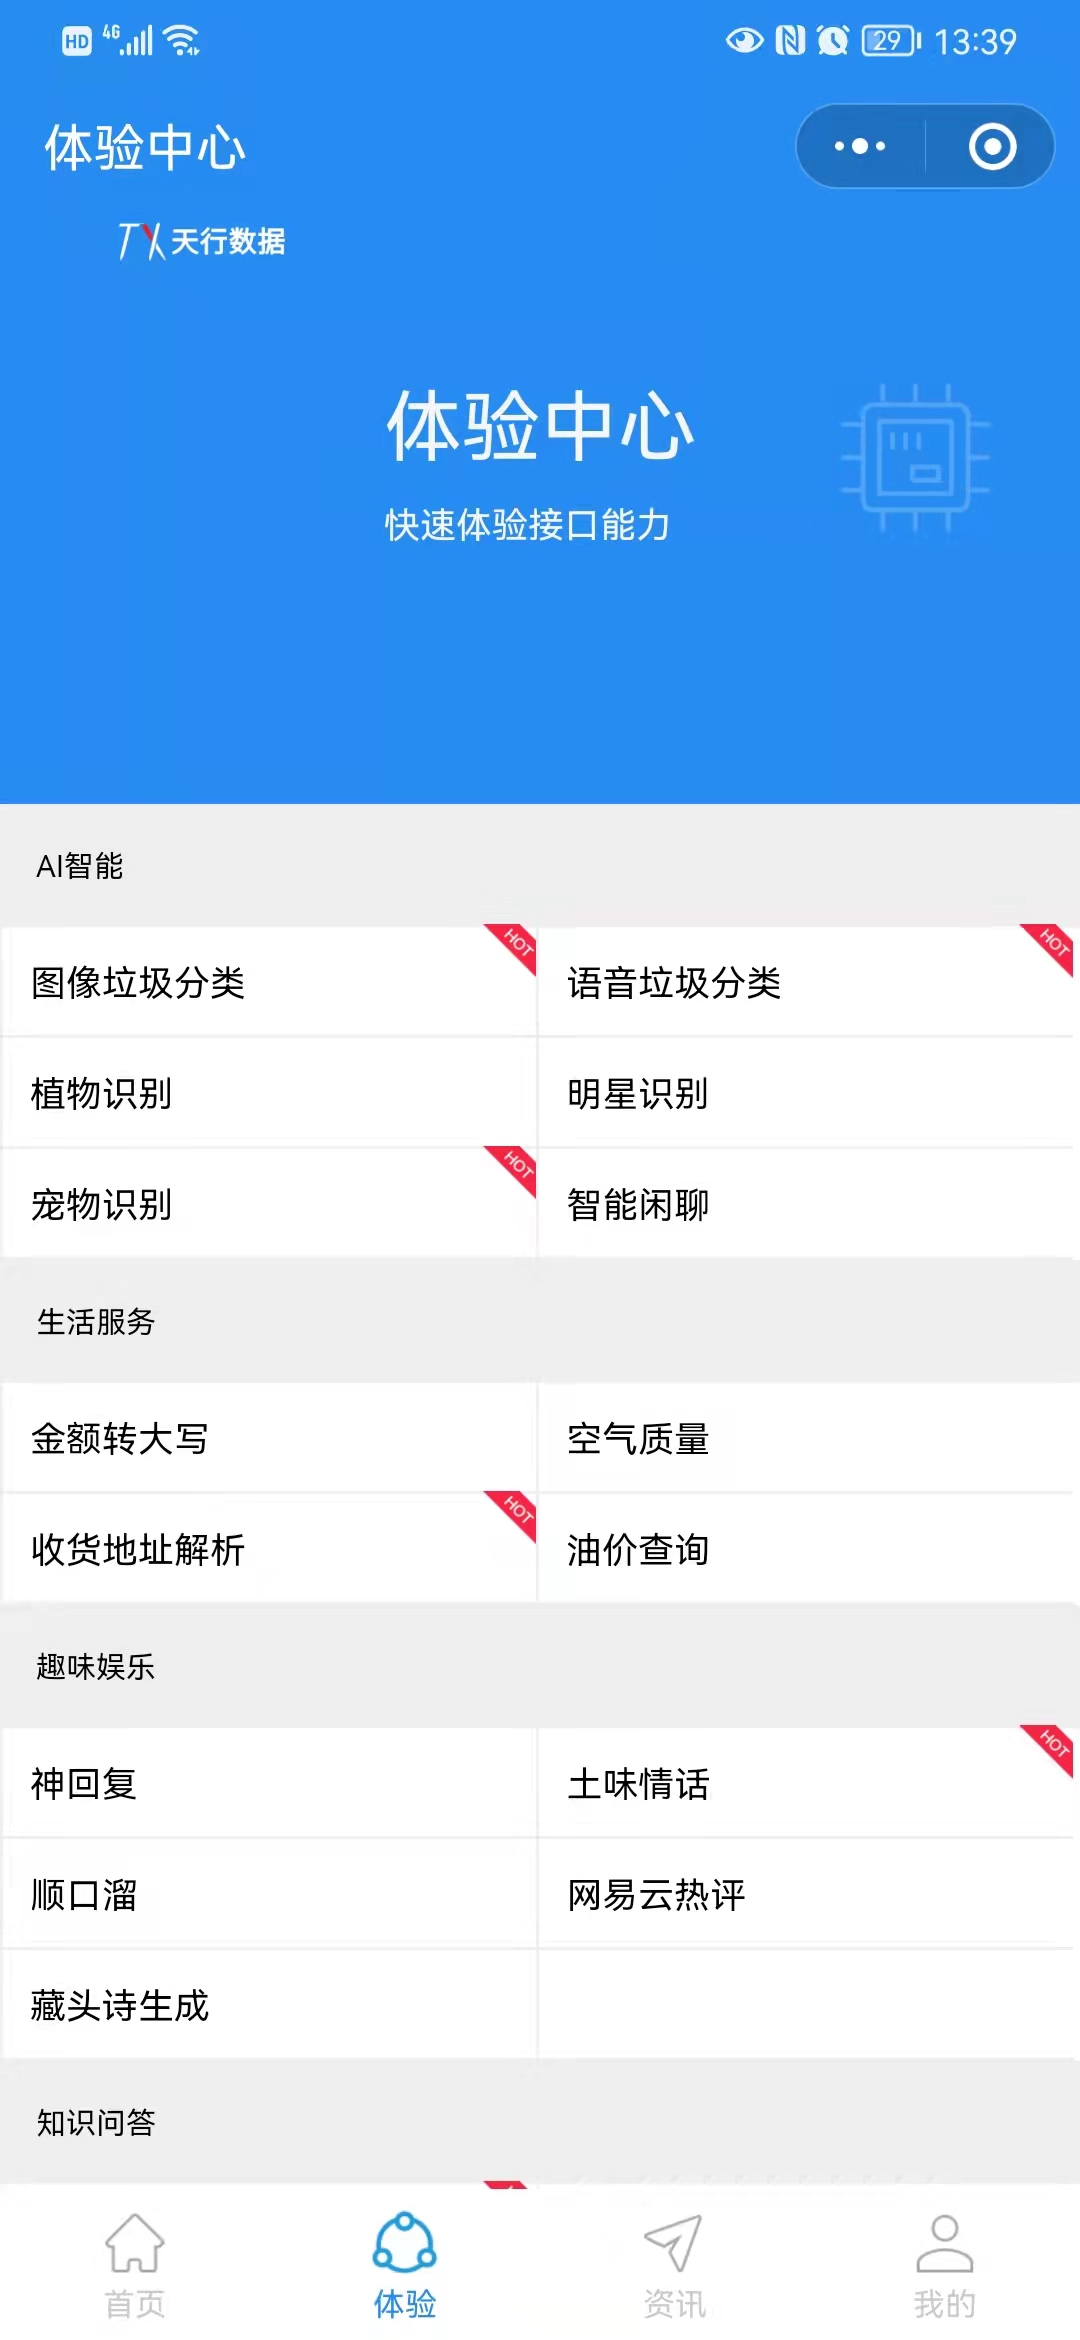 HD 4G 29 13:39
体验中心
TX天行数据
体验中心
快速体验接口能力
AI智能
HOT
HOT
图像垃圾分类
语音垃圾分类
植物识别
明星识别
HOT
宠物识别
智能闲聊
生活服务
金额转大写
空气质量
HOT
收货地址解析
油价查询
趣味娱乐
HOT
神回复
土味情话
顺口溜
网易云热评
藏头诗生成
知识问答
首页
体验
资讯
我的